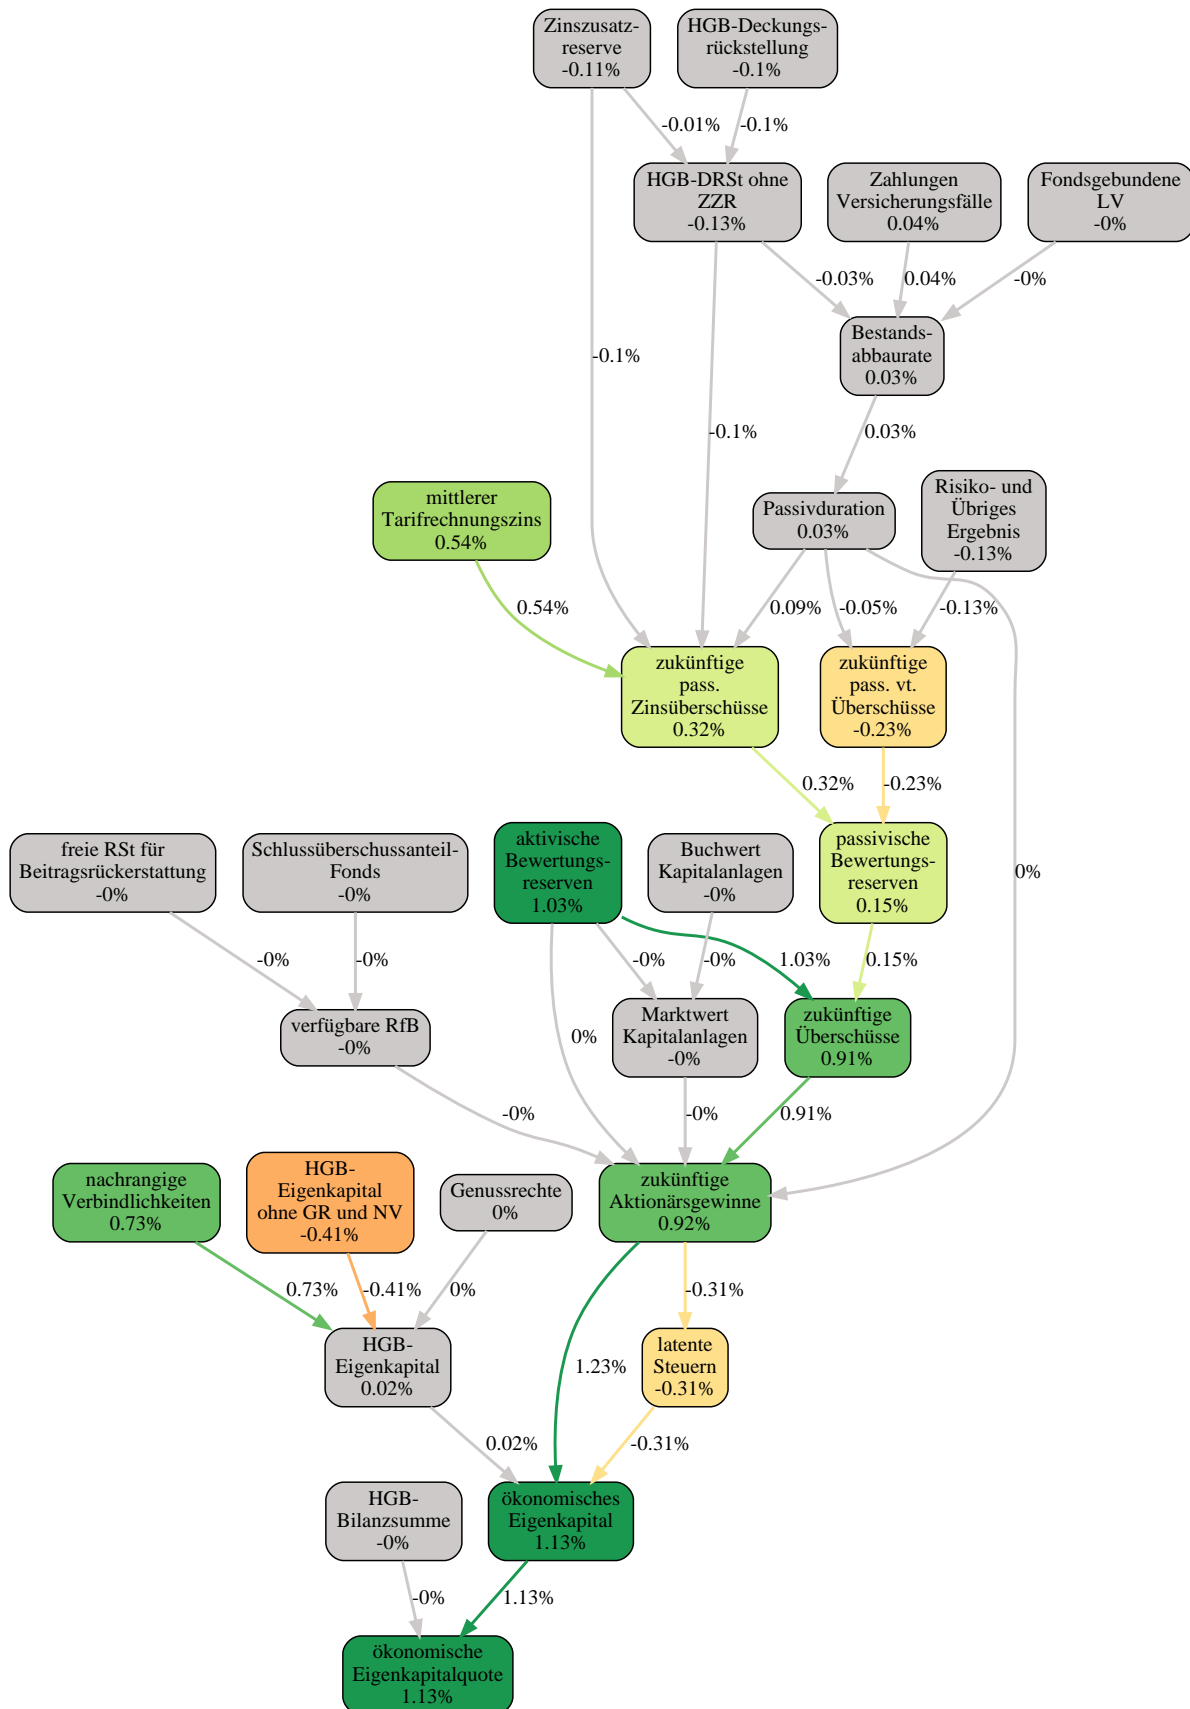 Zinszusatz-
reserve
-0.11%
HGB-Deckungs-
rückstellung
-0.1%
-0.01%
-0.1%
HGB-DRSt ohne
ZZR
-0.13%
Zahlungen
Versicherungsfälle
0.04%
Fondsgebundene
LV
-0%
-0.03%
0.04%
-0%
Bestands-
abbaurate
0.03%
-0.1%
-0.1%
0.03%
mittlerer
Tarifrechnungszins
0.54%
Passivduration
0.03%
Risiko- und
Übriges
Ergebnis
-0.13%
0.54%
0.09%
-0.05%
-0.13%
zukünftige
pass.
Zinsüberschüsse
0.32%
zukünftige
pass. vt.
Überschüsse
-0.23%
0.32%
-0.23%
freie RSt für
Beitragsrückerstattung
-0%
Schlussüberschussanteil-
Fonds
-0%
aktivische
Bewertungs-
reserven
1.03%
Buchwert
Kapitalanlagen
-0%
passivische
Bewertungs-
reserven
0.15%
0%
-0%
-0%
-0%
-0%
1.03%
0.15%
verfügbare RfB
-0%
0%
Marktwert
Kapitalanlagen
-0%
zukünftige
Überschüsse
0.91%
-0%
-0%
0.91%
nachrangige
Verbindlichkeiten
0.73%
HGB-
Eigenkapital
ohne GR und NV
-0.41%
Genussrechte
0%
zukünftige
Aktionärsgewinne
0.92%
0.73%
-0.41%
0%
-0.31%
HGB-
Eigenkapital
0.02%
1.23%
latente
Steuern
-0.31%
0.02%
-0.31%
HGB-
Bilanzsumme
-0%
ökonomisches
Eigenkapital
1.13%
-0%
1.13%
ökonomische
Eigenkapitalquote
1.13%